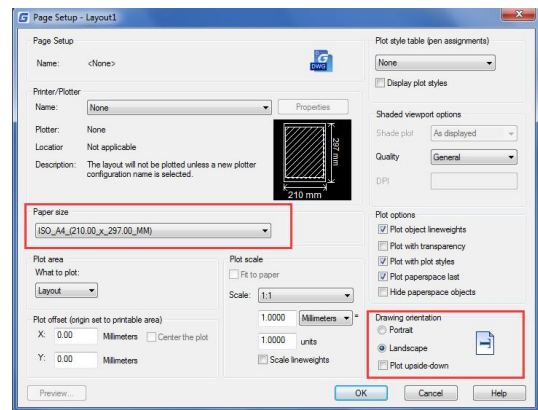 Page Setup - Layout1
Page Setup
Name: <None>
DWG
Plot style table (pen assignments)
None
Display plot styles
Printer/Plotter
Name: None Properties
Plotter: None
Locatior Not applicable
Description: The layout will not be plotted unless a new plotter configuration name is selected.
297 mm
210 mm
Shaded viewport options
Shade plot As displayed
Quality General
DPI
Paper size
ISO_A4_(210.00_x_297.00_MM)
Plot options
Plot object lineweights
Plot with transparency
Plot with plot styles
Plot paperspace last
Hide paperspace objects
Plot area
What to plot:
Layout
Plot scale
Fit to paper
Scale: 1:1
1.0000 Millimeters =
1.0000 units
Scale lineweights
Plot offset (origin set to printable area)
X: 0.00 Millimeters Center the plot
Y: 0.00 Millimeters
Drawing orientation
Portrait
Landscape
Plot upside-down
Preview... OK Cancel Help